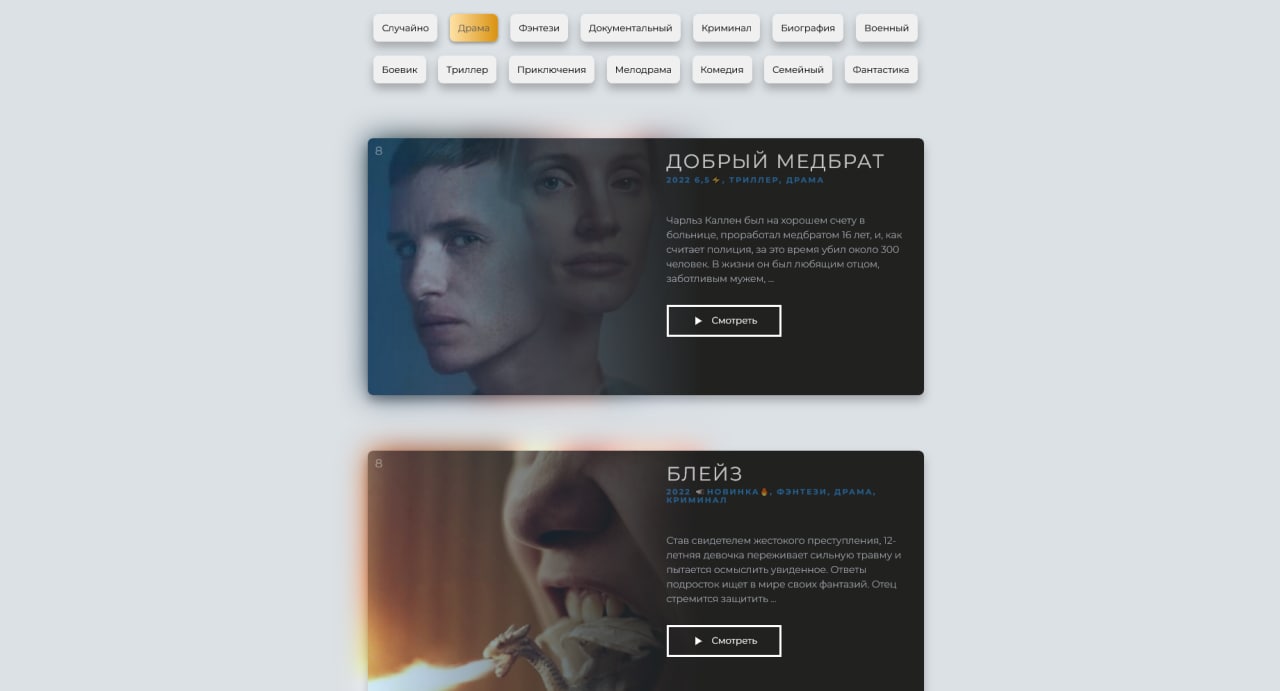 Случайно Драма Фэнтези Документальный Криминал Биография Военный
Боевик Триллер Приключения Мелодрама Комедия Семейный Фантастика
8
ДОБРЫЙ МЕДБРАТ
2022 6,5⚡, ТРИЛЛЕР, ДРАМА
Чарльз Каллен был на хорошем счету в
больнице, проработал медбратом 16 лет, и, как
считает полиция, за это время убил около 300
человек. В жизни он был любящим отцом,
заботливым мужем, ...
Смотреть
8
БЛЕЙЗ
2022 📢НОВИНКА🔥, ФЭНТЕЗИ, ДРАМА,
КРИМИНАЛ
Став свидетелем жестокого преступления, 12-
летняя девочка переживает сильную травму и
пытается осмыслить увиденное. Ответы
подросток ищет в мире своих фантазий. Отец
стремится защитить ...
Смотреть